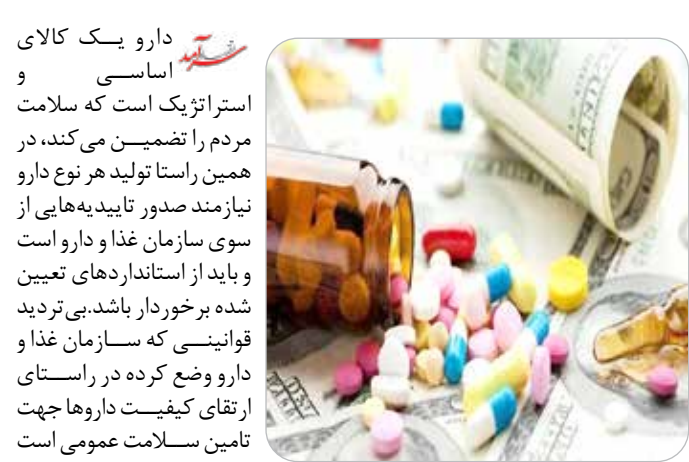 دارو یک کالای
اساسی و
استراتژیک است که سلامت
مردم را تضمین می‌کند، در
همین راستا تولید هر نوع دارو
نیازمند صدور تاییدیه‌هایی از
سوی سازمان غذا و دارو است
و باید از استانداردهای تعیین
شده برخوردار باشد.بی‌تردید
قوانینی که سازمان غذا و
دارو وضع کرده در راستای
ارتقای کیفیت داروها جهت
تامین سلامت عمومی است